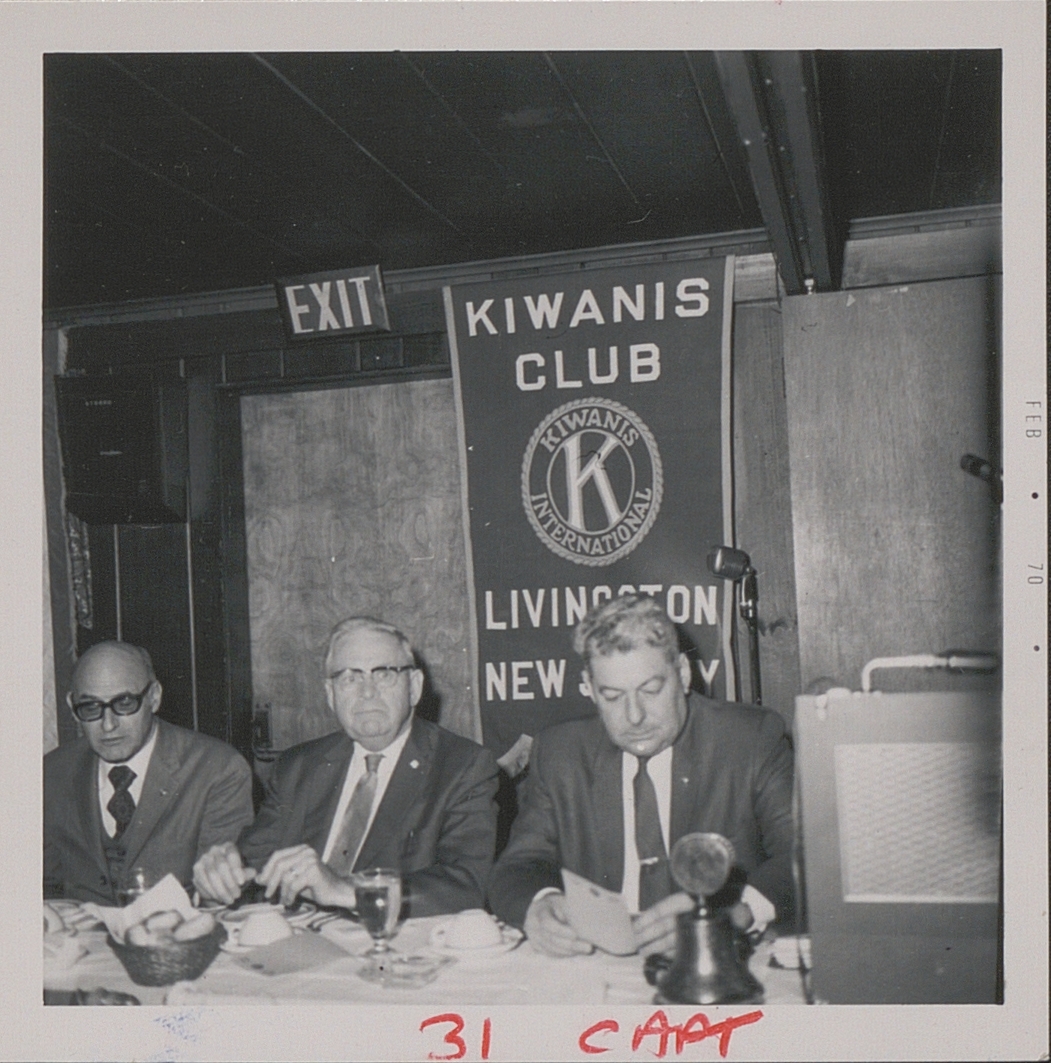 EXIT
KIWANIS
CLUB
KIWANIS
K
INTERNATIONAL
LIVINGSTON
NEW J Y
FEB • 70 •
31 CAPT